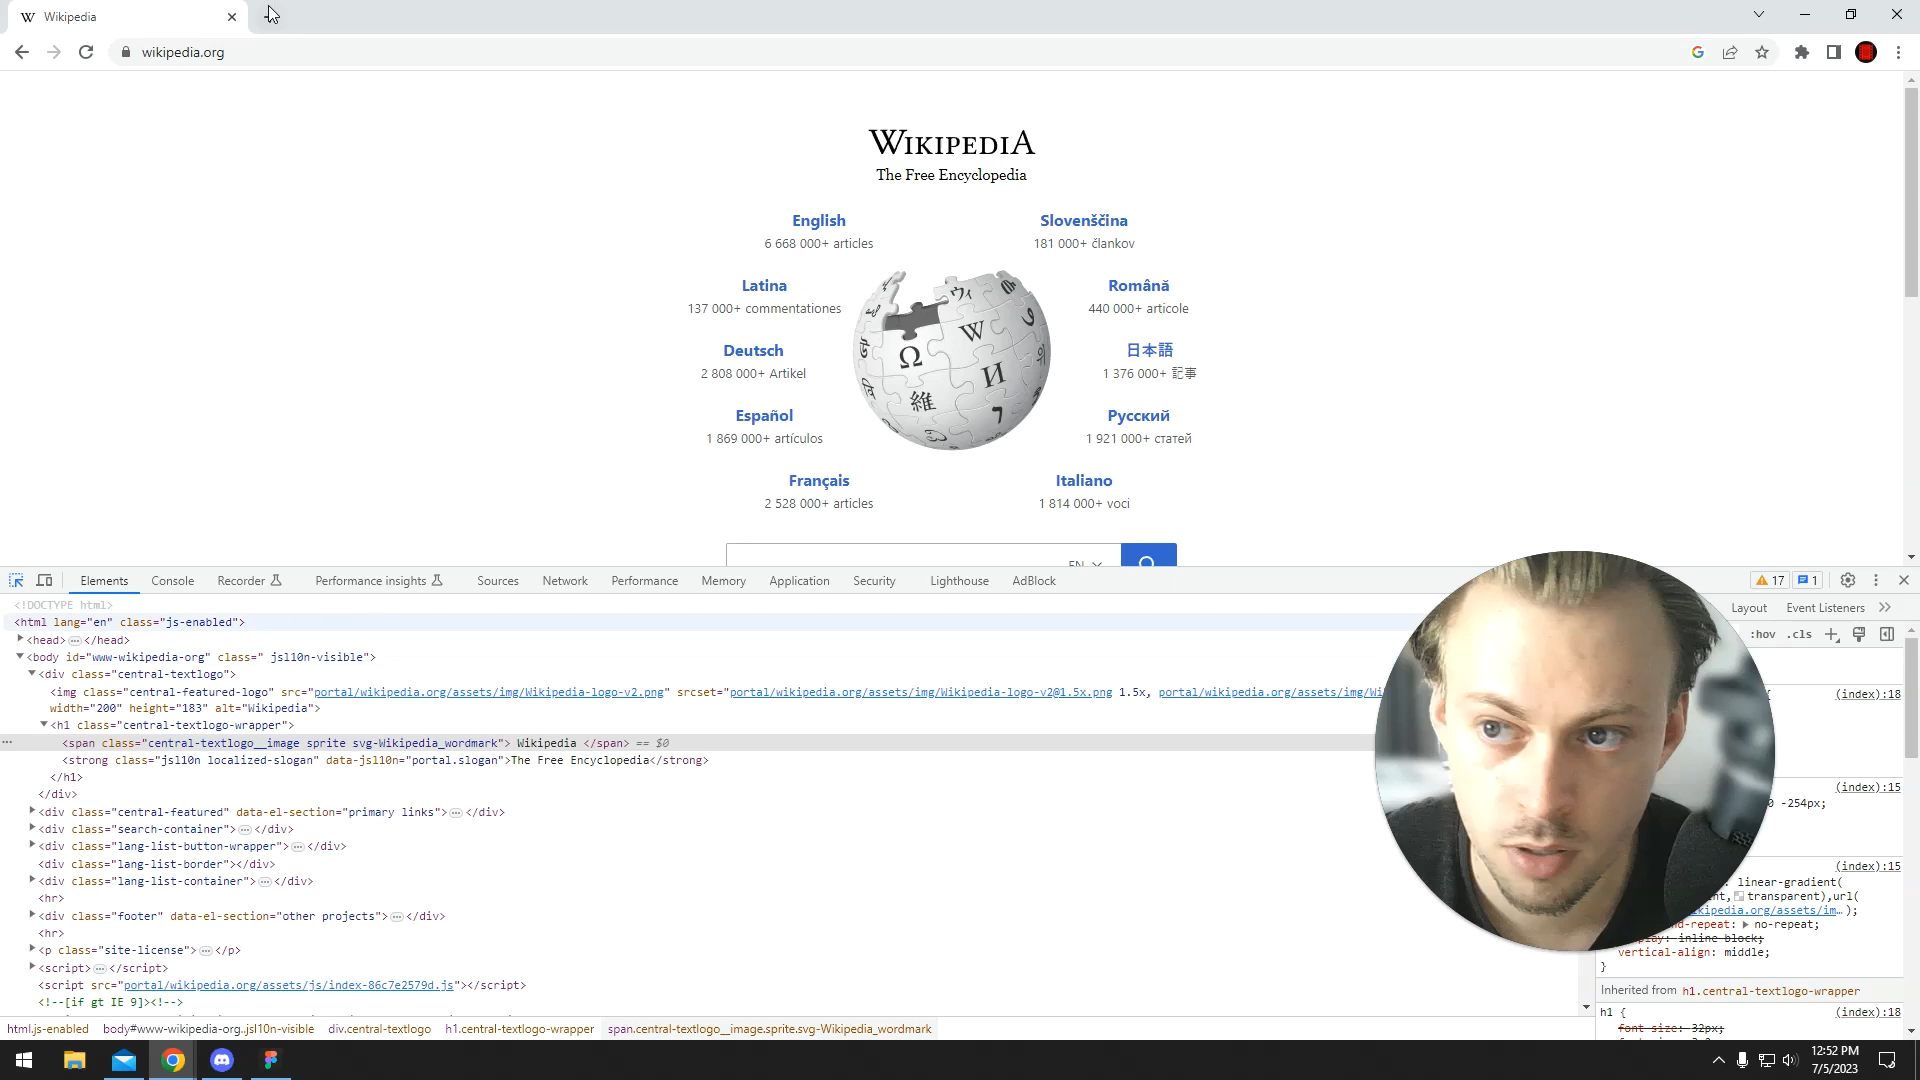 Wikipedia
wikipedia.org
WIKIPEDIA
The Free Encyclopedia
English
6 668 000+ articles
Slovenščina
181 000+ člankov
Latina
137 000+ commentationes
Română
440 000+ articole
Deutsch
2 808 000+ Artikel
日本語
1 376 000+ 記事
Español
1 869 000+ artículos
Русский
1 921 000+ статей
Français
2 528 000+ articles
Italiano
1 814 000+ voci
Ω W И 維 ウィ 7
EN
Elements Console Recorder Performance insights Sources Network Performance Memory Application Security Lighthouse AdBlock 17 1
<!DOCTYPE html>
<html lang="en" class="js-enabled">
<head> ⋯ </head>
<body id="www-wikipedia-org" class=" jsl10n-visible">
<div class="central-textlogo">
<img class="central-featured-logo" src="portal/wikipedia.org/assets/img/Wikipedia-logo-v2.png" srcset="portal/wikipedia.org/assets/img/Wikipedia-logo-v2@1.5x.png 1.5x, portal/wikipedia.org/assets/img/Wi
width="200" height="183" alt="Wikipedia">
<h1 class="central-textlogo-wrapper">
<span class="central-textlogo__image sprite svg-Wikipedia_wordmark"> Wikipedia </span> == $0
<strong class="jsl10n localized-slogan" data-jsl10n="portal.slogan">The Free Encyclopedia</strong>
</h1>
</div>
<div class="central-featured" data-el-section="primary links"> ⋯ </div>
<div class="search-container"> ⋯ </div>
<div class="lang-list-button-wrapper"> ⋯ </div>
<div class="lang-list-border"></div>
<div class="lang-list-container"> ⋯ </div>
<hr>
<div class="footer" data-el-section="other projects"> ⋯ </div>
<hr>
<p class="site-license"> ⋯ </p>
<script> ⋯ </script>
<script src="portal/wikipedia.org/assets/js/index-86c7e2579d.js"></script>
<!--[if gt IE 9]><!-->
Layout Event Listeners
:hov .cls
{ (index):18
(index):15
0 -254px;
(index):15
linear-gradient(
ent, transparent),url(
ikipedia.org/assets/im… );
nd-repeat: no-repeat;
play: inline-block;
vertical-align: middle;
}
Inherited from h1.central-textlogo-wrapper
h1 { (index):18
font-size: 32px;
html.js-enabled body#www-wikipedia-org..jsl10n-visible div.central-textlogo h1.central-textlogo-wrapper span.central-textlogo__image.sprite.svg-Wikipedia_wordmark
12:52 PM
7/5/2023